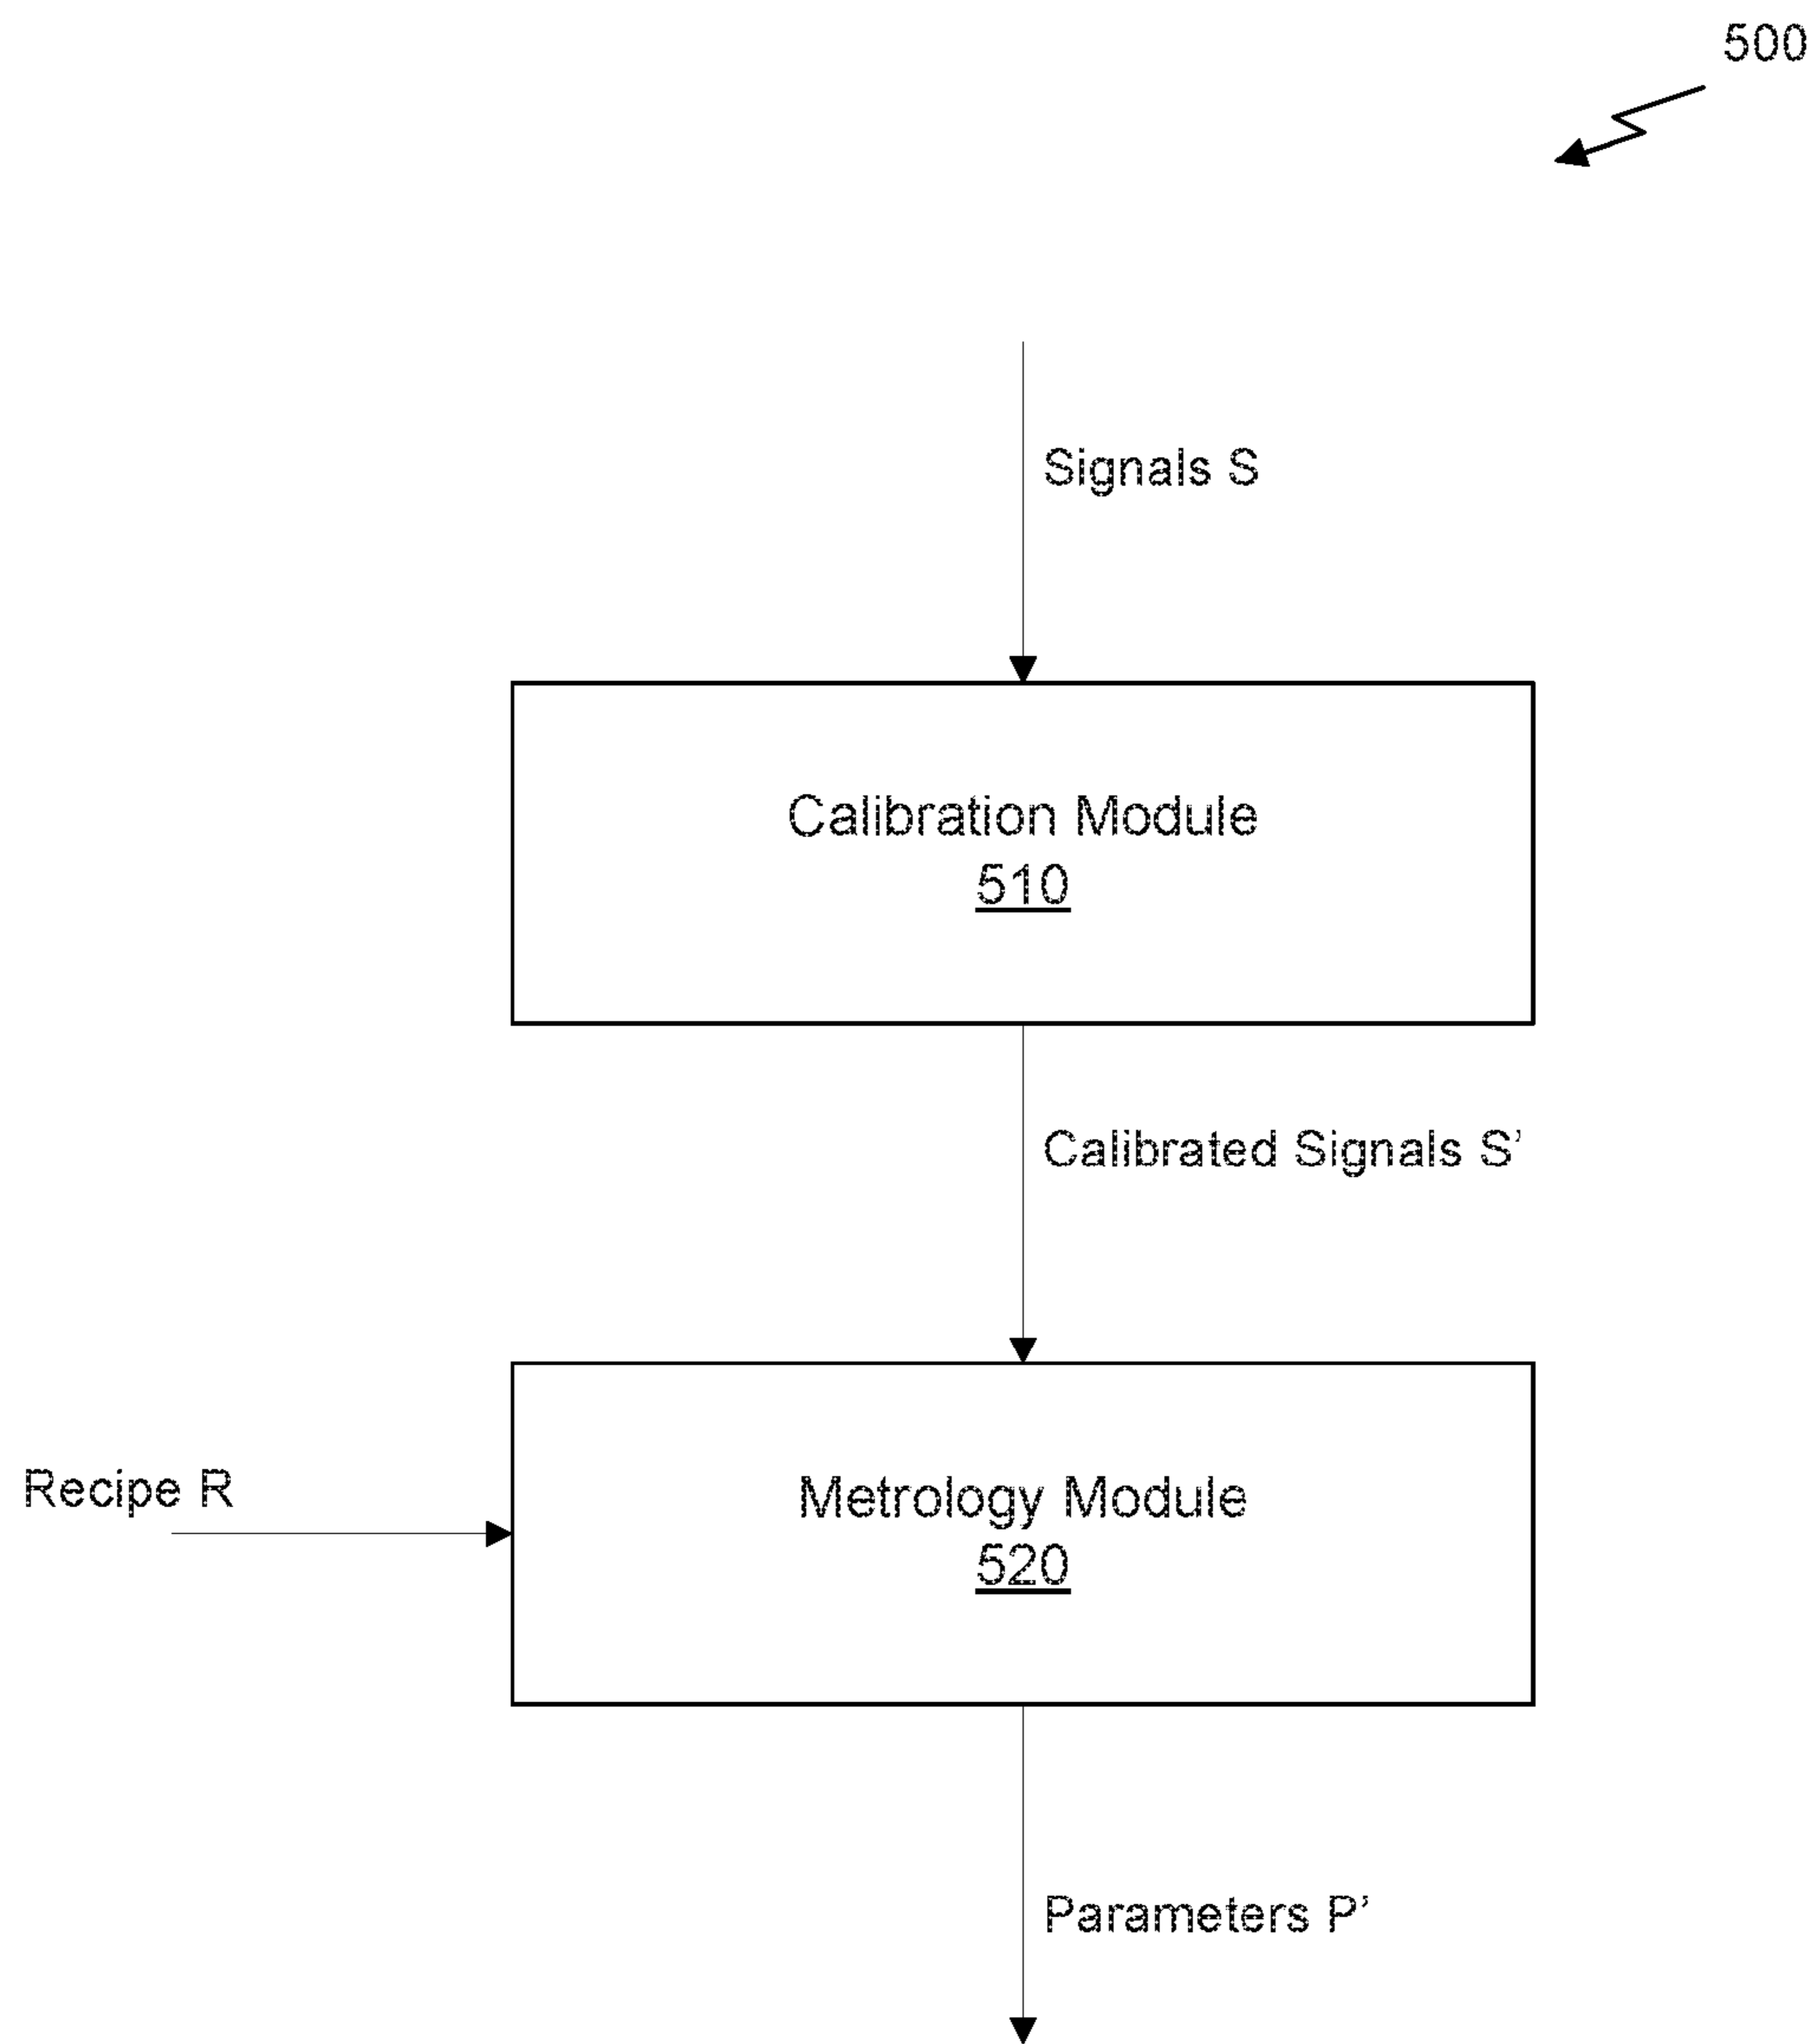 500
Signals S
Calibration Module
510
Calibrated Signals S’
Recipe R
Metrology Module
520
Parameters P’